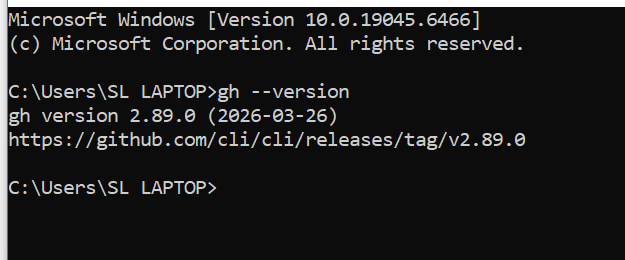 Microsoft Windows [Version 10.0.19045.6466]
(c) Microsoft Corporation. All rights reserved.
C:\Users\SL LAPTOP>gh --version
gh version 2.89.0 (2026-03-26)
https://github.com/cli/cli/releases/tag/v2.89.0
C:\Users\SL LAPTOP>